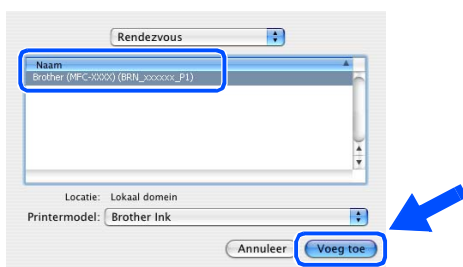 Rendezvous
Naam
Brother (MFC-XXXX) (BRN_xxxxxx_P1)
Locatie: Lokaal domein
Printermodel: Brother Ink
Annuleer Voeg toe